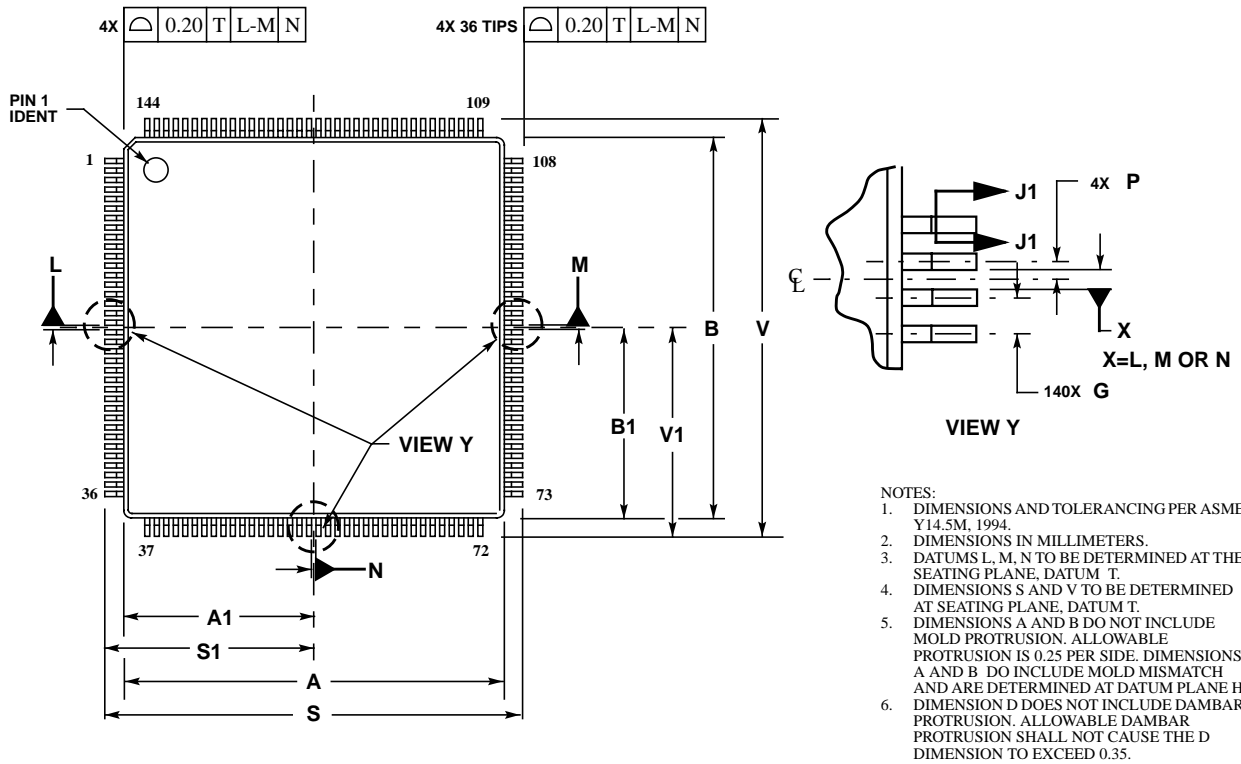 4X ⌓ 0.20 T L-M N
4X 36 TIPS ⌓ 0.20 T L-M N
PIN 1
IDENT
144
109
1
108
L
M
B
V
VIEW Y
B1
V1
36
73
37
72
N
A1
S1
A
S
J1
4X P
J1
℄
X
X=L, M OR N
140X G
VIEW Y
NOTES:
1. DIMENSIONS AND TOLERANCING PER ASME
Y14.5M, 1994.
2. DIMENSIONS IN MILLIMETERS.
3. DATUMS L, M, N TO BE DETERMINED AT THE
SEATING PLANE, DATUM T.
4. DIMENSIONS S AND V TO BE DETERMINED
AT SEATING PLANE, DATUM T.
5. DIMENSIONS A AND B DO NOT INCLUDE
MOLD PROTRUSION. ALLOWABLE
PROTRUSION IS 0.25 PER SIDE. DIMENSIONS
A AND B DO INCLUDE MOLD MISMATCH
AND ARE DETERMINED AT DATUM PLANE H
6. DIMENSION D DOES NOT INCLUDE DAMBAR
PROTRUSION. ALLOWABLE DAMBAR
PROTRUSION SHALL NOT CAUSE THE D
DIMENSION TO EXCEED 0.35.